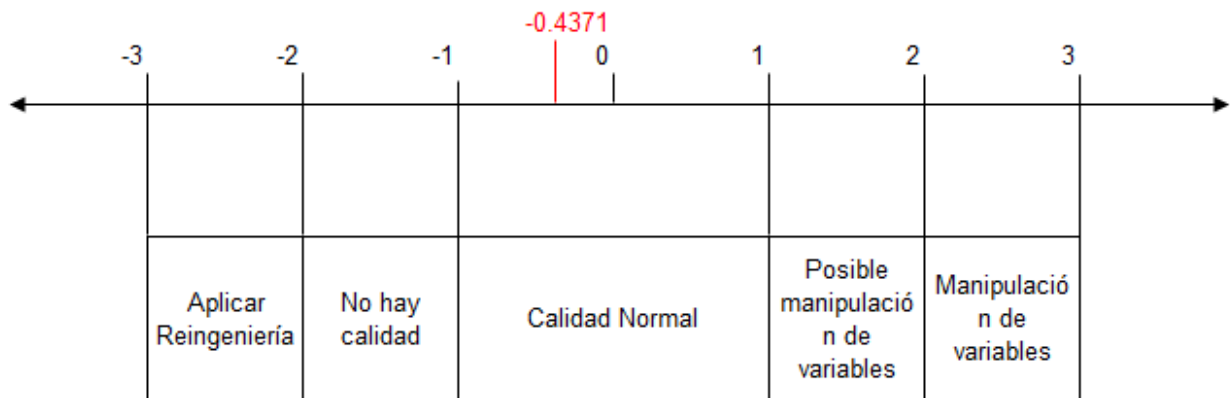 -0.4371
-3
-2
-1
0
1
2
3
Aplicar
Reingeniería
No hay
calidad
Calidad Normal
Posible
manipulació
n de
variables
Manipulació
n de
variables